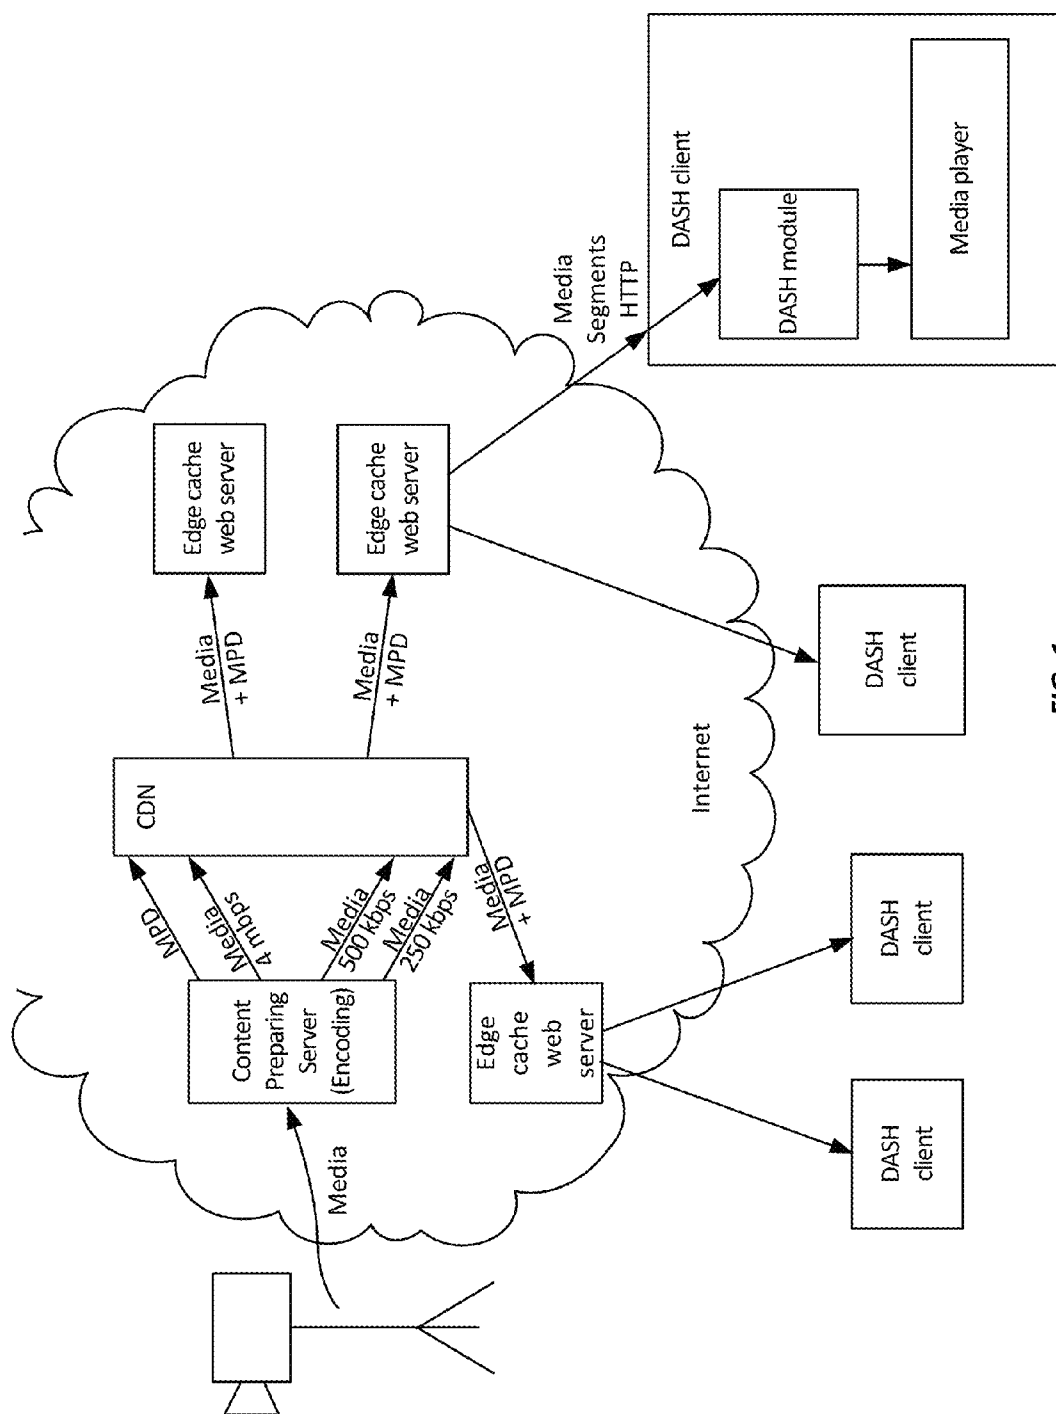 Media
Content
Preparing
Server
(Encoding)
MPD
Media
4 mbps
Media
500 kbps
Media
250 kbps
CDN
Media
+ MPD
Media
+ MPD
Media
+ MPD
Edge cache
web server
Edge cache
web server
Edge
cache
web
server
Internet
Media
Segments
HTTP
DASH client
DASH module
Media player
DASH
client
DASH
client
DASH
client